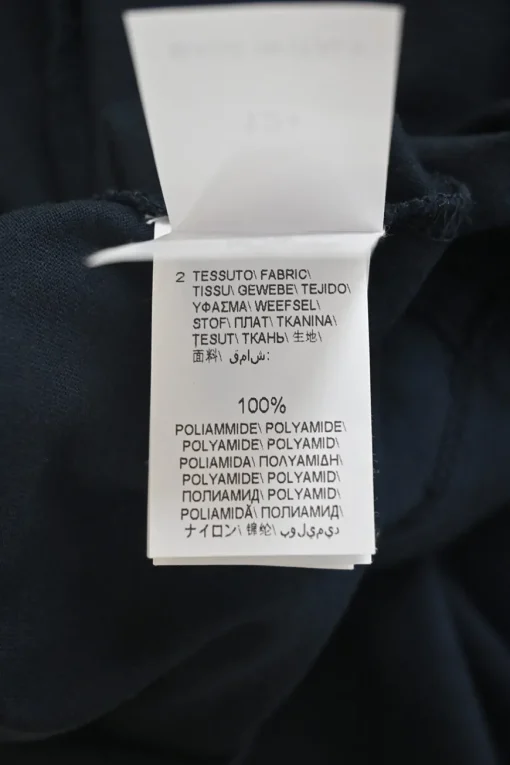 2 TESSUTO\ FABRIC\
TISSU\ GEWEBE\ TEJIDO\
ΥΦΑΣΜΑ\ WEEFSEL\
STOF\ ПЛАТ\ TKANINA\
ȚESUT\ ТКАНЬ\ 生地\
面料\ قماش:
100%
POLIAMMIDE\ POLYAMIDE\
POLYAMIDE\ POLYAMID\
POLIAMIDA\ ΠΟΛΥΑΜΙΔΗ\
POLYAMIDE\ POLYAMID\
ПОЛИАМИД\ POLYAMID\
POLIAMIDĂ\ ПОЛИАМИД\
ナイロン\ 锦纶\ بوليميد\